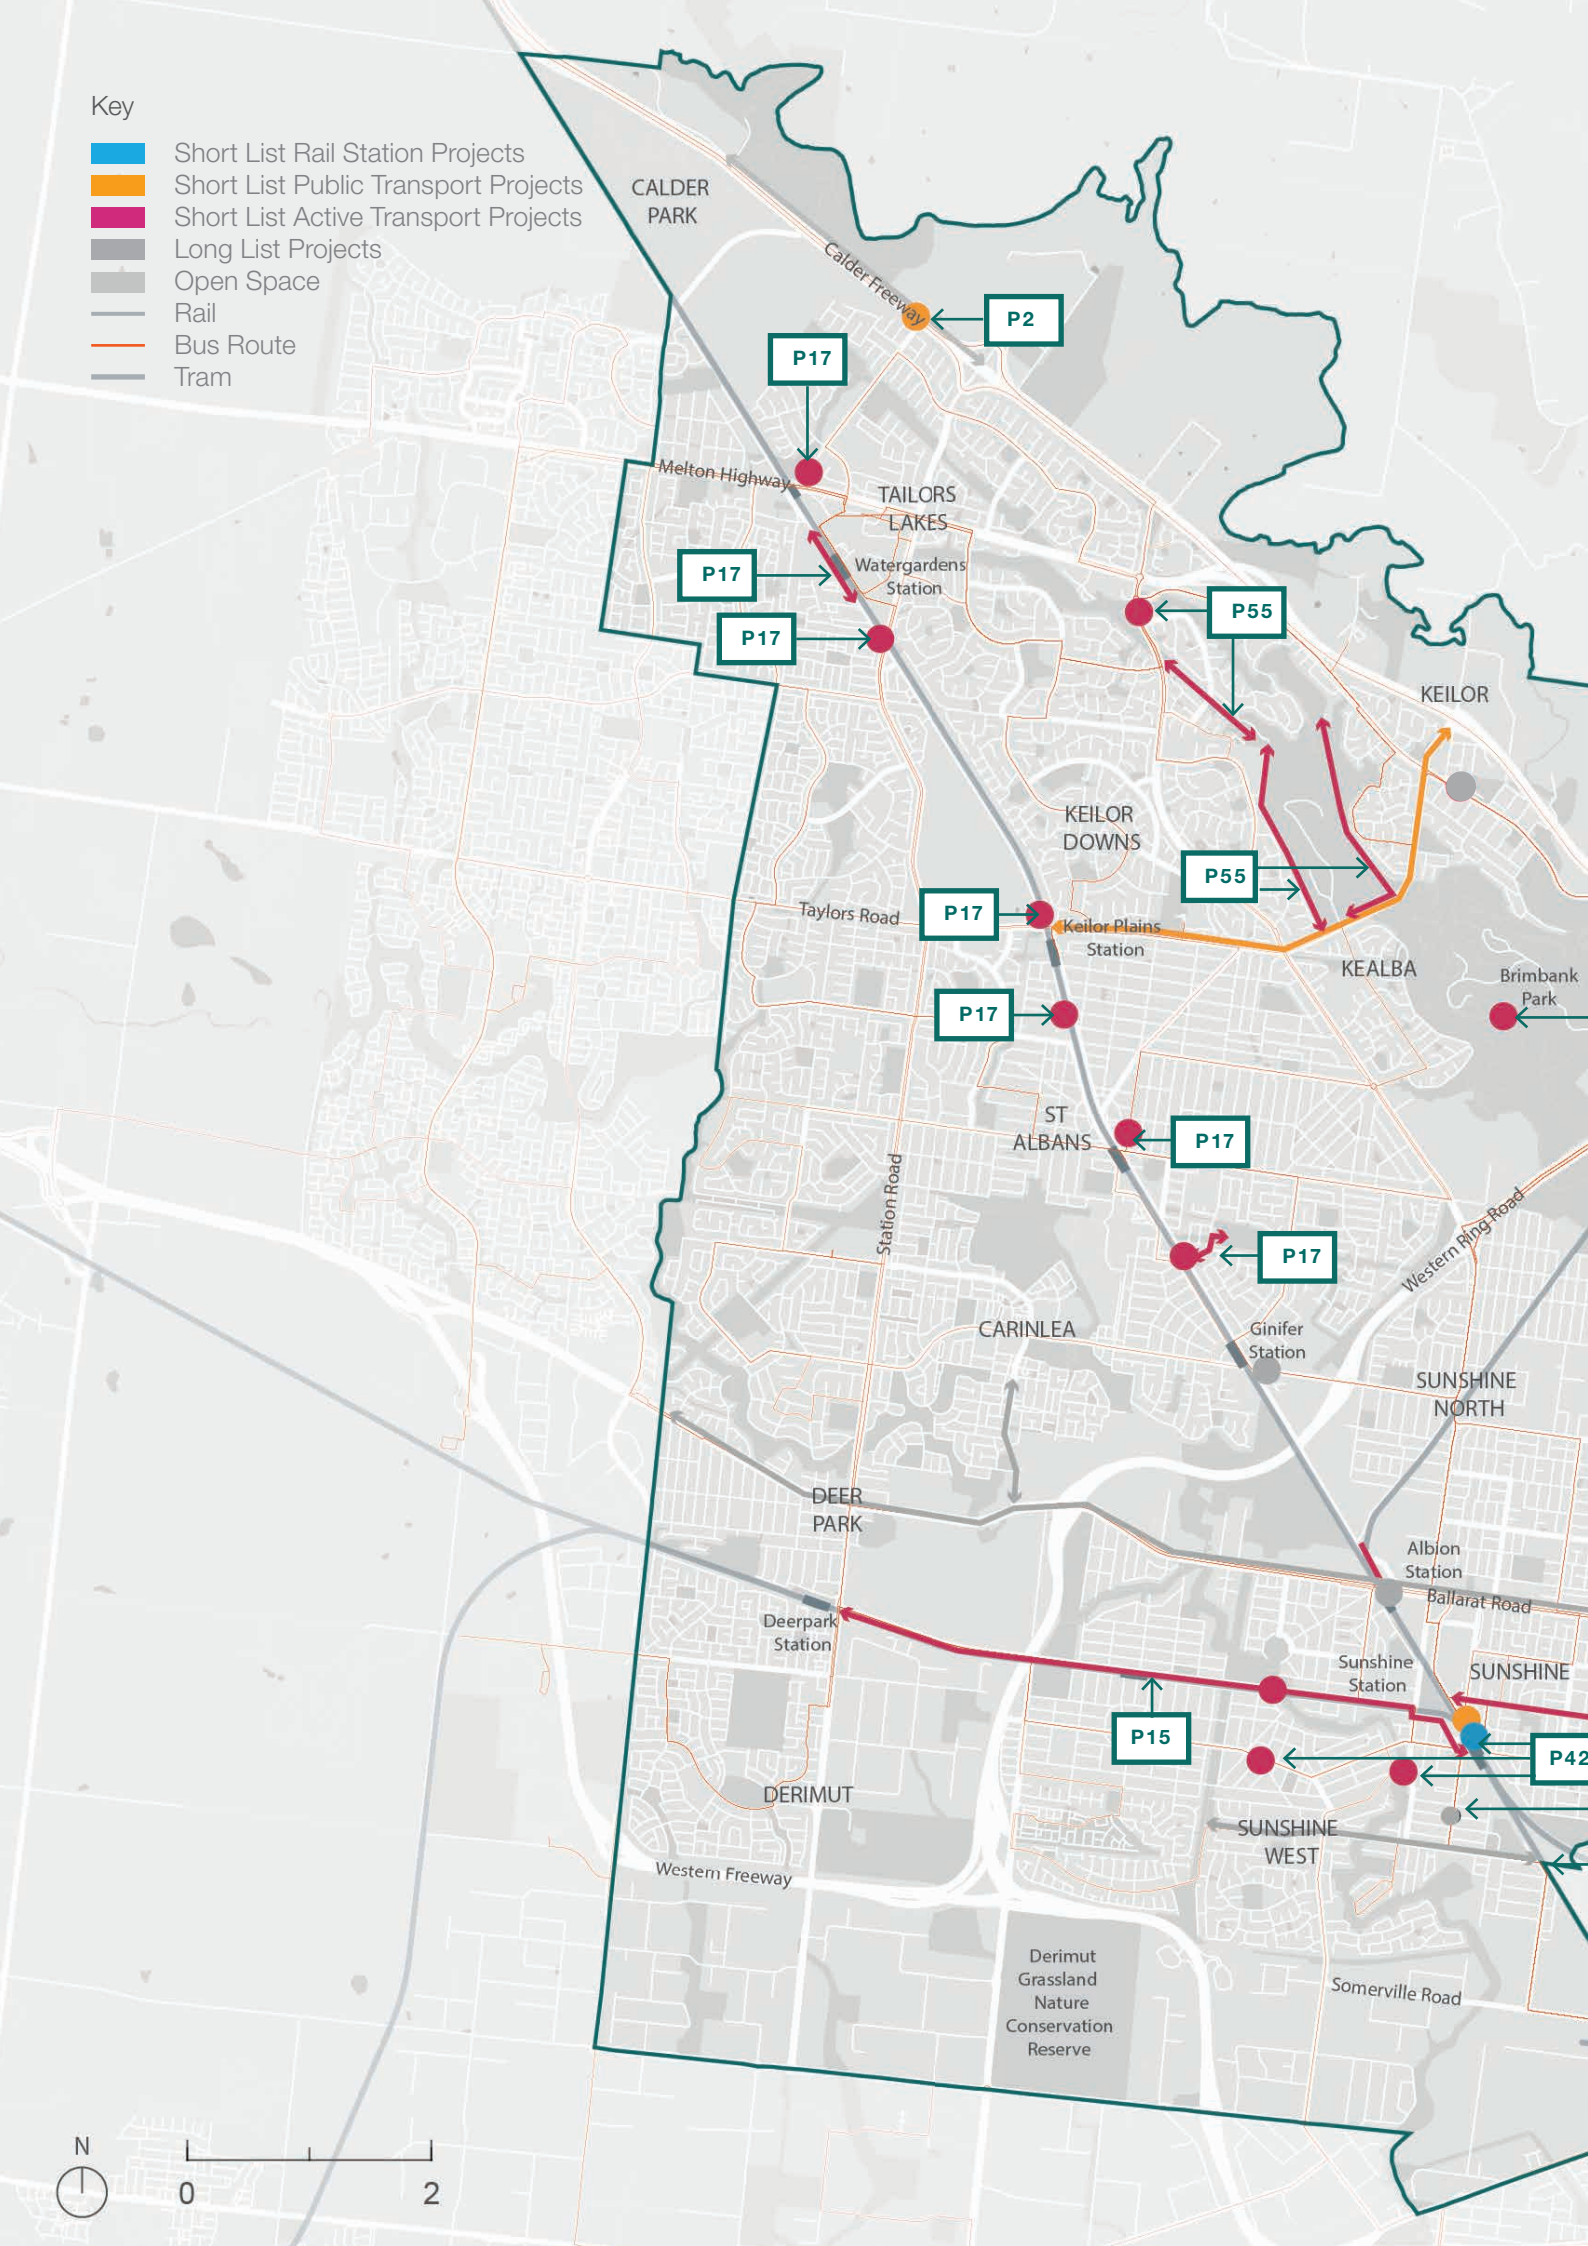 Key
Short List Rail Station Projects
Short List Public Transport Projects
Short List Active Transport Projects
Long List Projects
Open Space
Rail
Bus Route
Tram
CALDER
PARK
Calder Freeway
P2
P17
Melton Highway
TAILORS
LAKES
Watergardens
Station
P17
P17
P55
KEILOR
KEILOR
DOWNS
P55
Taylors Road
P17
Keilor Plains
Station
KEALBA
Brimbank
Park
P17
ST
ALBANS
P17
Station Road
Western Ring Road
P17
CARINLEA
Ginifer
Station
SUNSHINE
NORTH
DEER
PARK
Albion
Station
Ballarat Road
Deerpark
Station
Sunshine
Station
SUNSHINE
P15
P42
DERIMUT
SUNSHINE
WEST
Western Freeway
Derimut
Grassland
Nature
Conservation
Reserve
Somerville Road
N
0
2